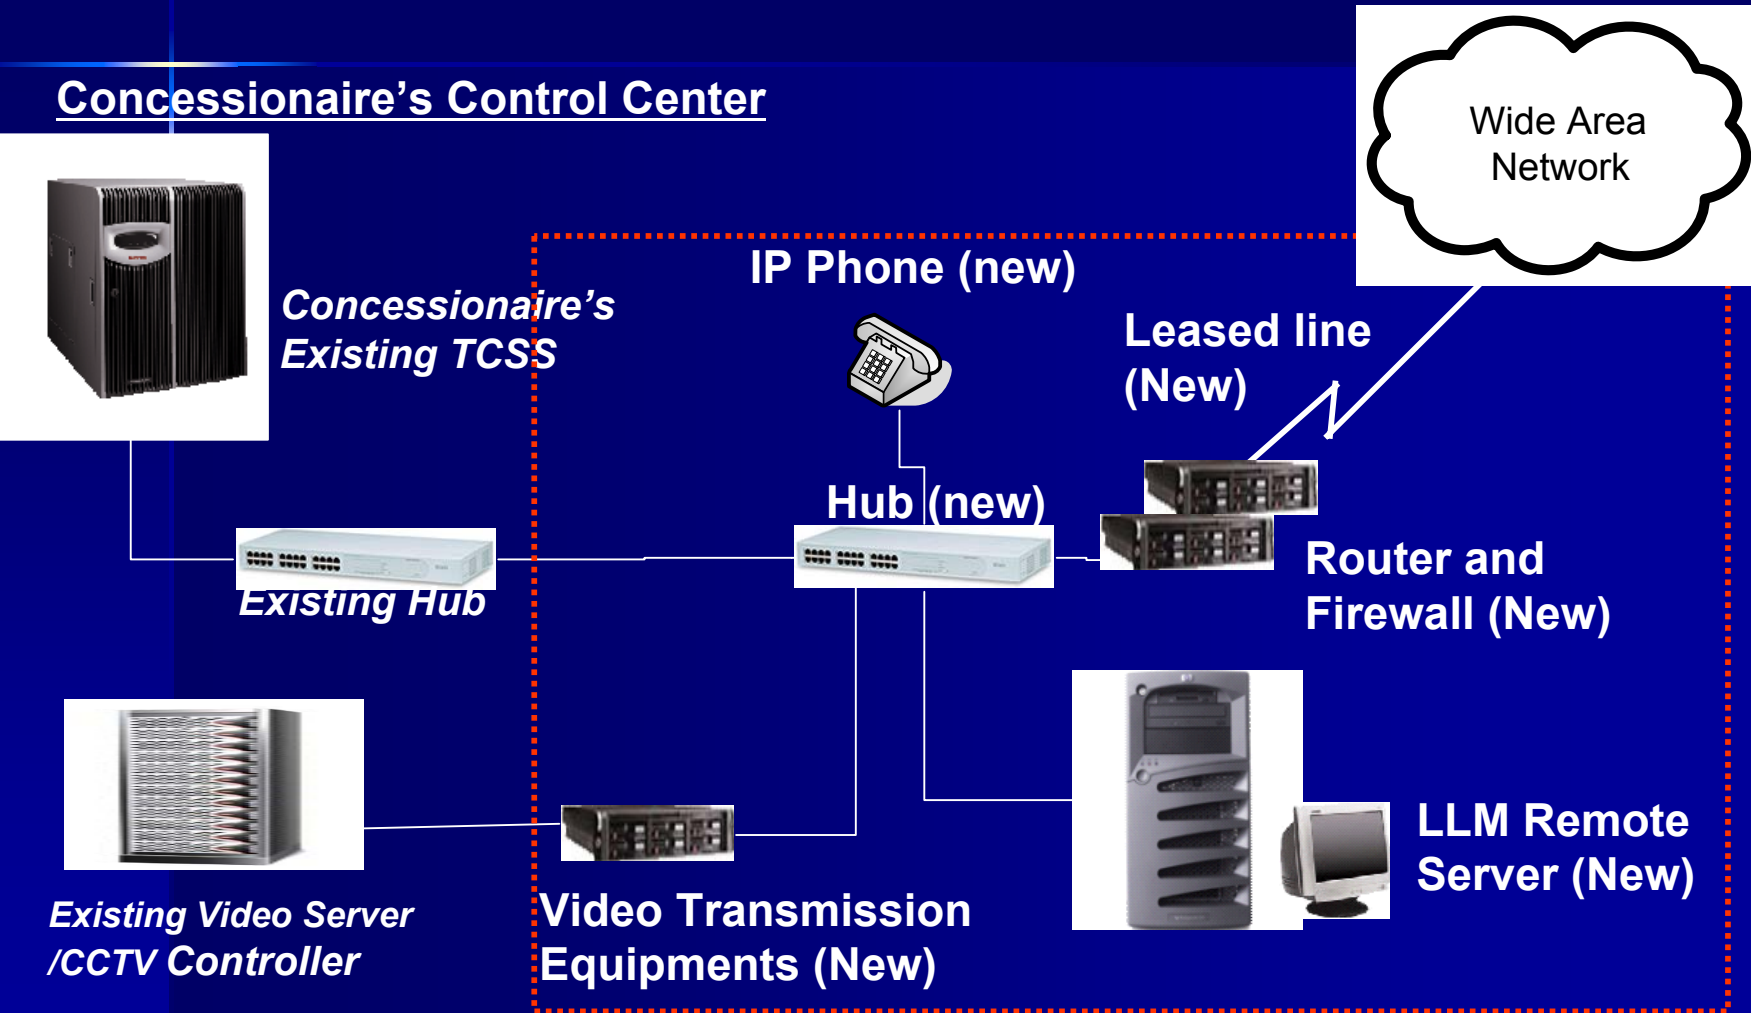 Concessionaire's Control Center
Wide Area
Network
IP Phone (new)
Concessionaire's
Existing TCSS
Leased line
(New)
Hub (new)
Existing Hub
Router and
Firewall (New)
LLM Remote
Server (New)
Existing Video Server
/CCTV Controller
Video Transmission
Equipments (New)